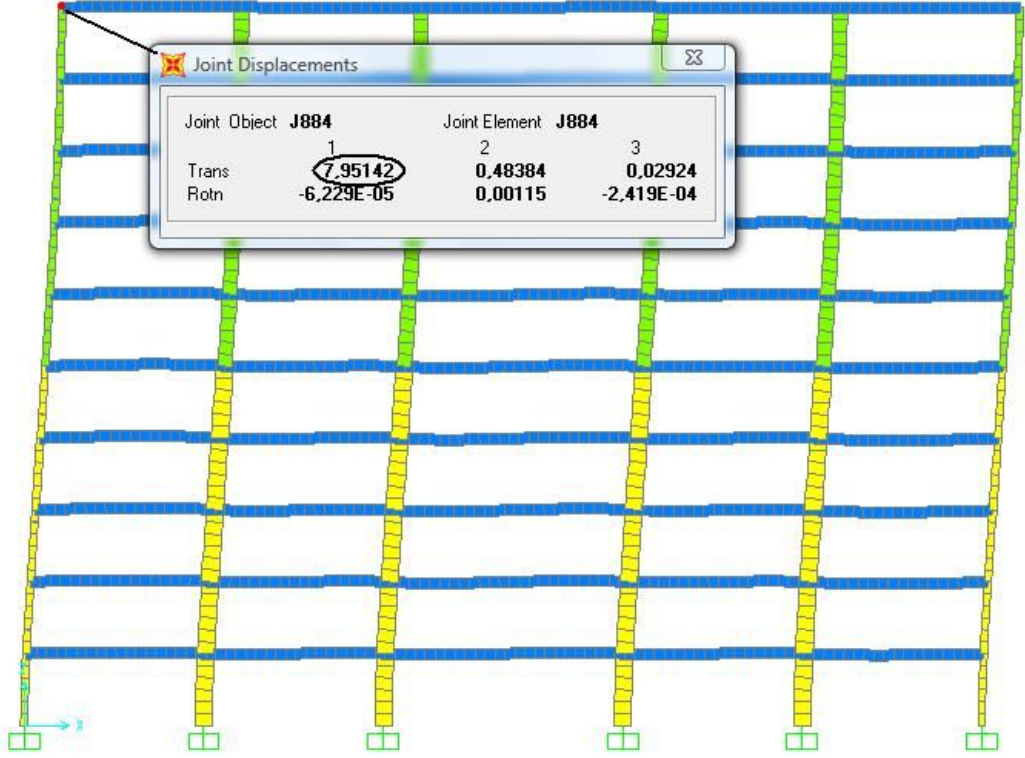 Joint Displacements
Joint Object J884 Joint Element J884
1 2 3
Trans 7,95142 0,48384 0,02924
Rotn -6,229E-05 0,00115 -2,419E-04
X